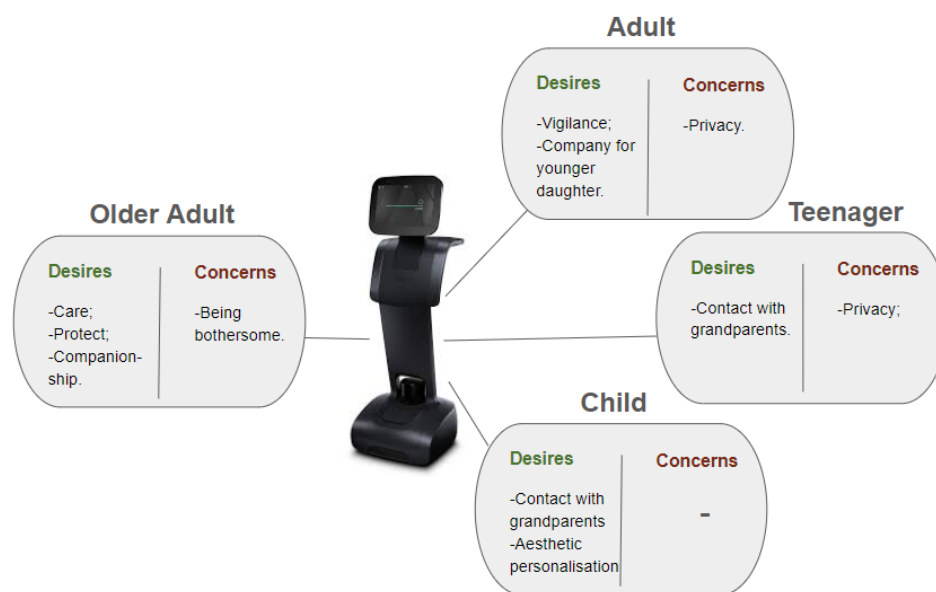 Adult
Desires
-Vigilance;
-Company for
younger
daughter.
Concerns
-Privacy.
Older Adult
Desires
-Care;
-Protect;
-Companion-
ship.
Concerns
-Being
bothersome.
Teenager
Desires
-Contact with
grandparents.
Concerns
-Privacy;
Child
Desires
-Contact with
grandparents
-Aesthetic
personalisation
Concerns
-